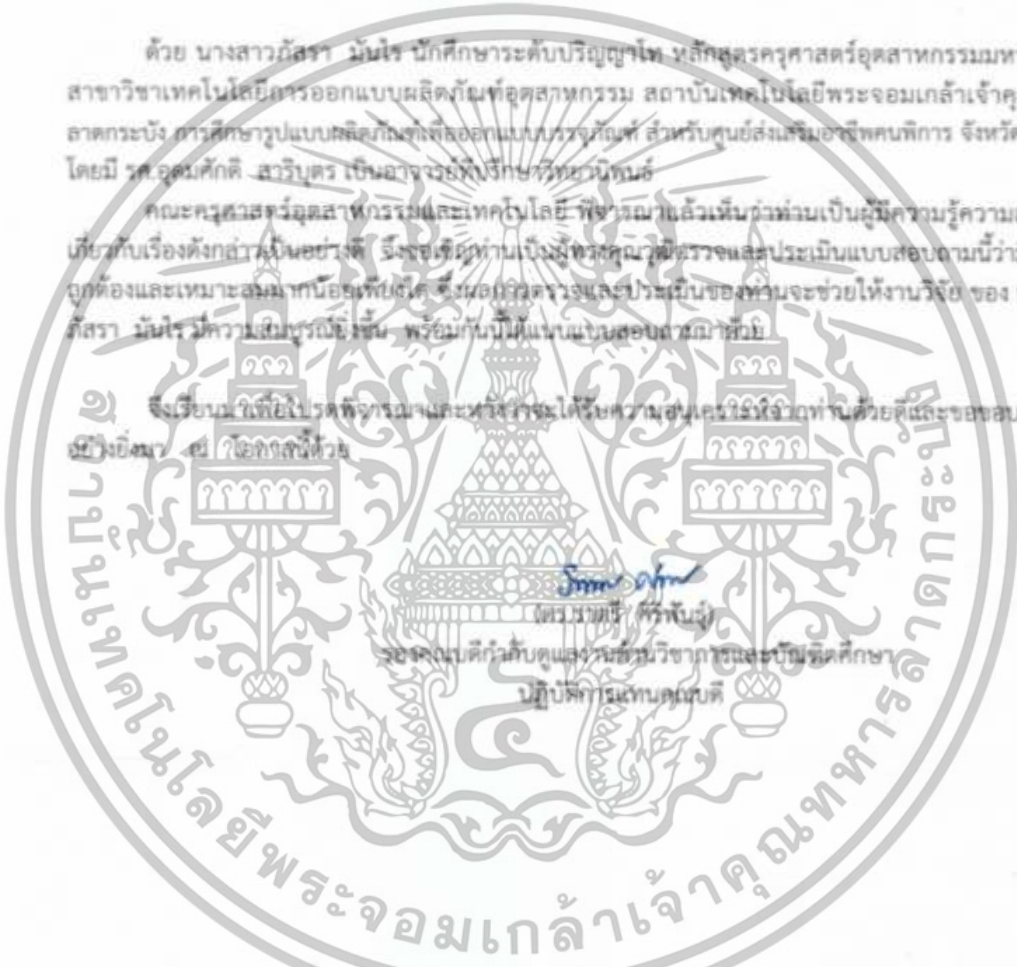 ด้วย นางสาวภัสรา มันไร นักศึกษาระดับปริญญาโท หลักสูตรครุศาสตร์อุตสาหกรรมมห
สาขาวิชาเทคโนโลยีการออกแบบผลิตภัณฑ์อุตสาหกรรม สถาบันเทคโนโลยีพระจอมเกล้าเจ้าคุ
ลาดกระบัง การศึกษารูปแบบผลิตภัณฑ์เพื่อออกแบบบรรจุภัณฑ์ สำหรับศูนย์ส่งเสริมอาชีพคนพิการ จังหวัด
โดยมี รศ.อุดมศักดิ์ สาริบุตร เป็นอาจารย์ที่ปรึกษาวิทยานิพนธ์
คณะครุศาสตร์อุตสาหกรรมและเทคโนโลยี พิจารณาแล้วเห็นว่าท่านเป็นผู้มีความรู้ความ
เกี่ยวกับเรื่องดังกล่าวเป็นอย่างดี จึงขอเชิญท่านเป็นผู้ทรงคุณวุฒิตรวจและประเมินแบบสอบถามนี้ว่า
ถูกต้องและเหมาะสมมากน้อยเพียงใด ซึ่งผลการตรวจและประเมินของท่านจะช่วยให้งานวิจัย ของ
ภัสรา มันไร มีความสมบูรณ์ยิ่งขึ้น พร้อมกันนี้ได้แนบแบบสอบถามมาด้วย
จึงเรียนมาเพื่อโปรดพิจารณาและหวังว่าจะได้รับความอนุเคราะห์จากท่านด้วยดีและขอขอบ
อย่างยิ่งมา ณ โอกาสนี้ด้วย
(ดร.ราตรี ศิริพันธุ์)
รองคณบดีกำกับดูแลงานด้านวิชาการและบัณฑิตศึกษา
ปฏิบัติการแทนคณบดี
สถาบันเทคโนโลยีพระจอมเกล้าเจ้าคุณทหารลาดกระบัง